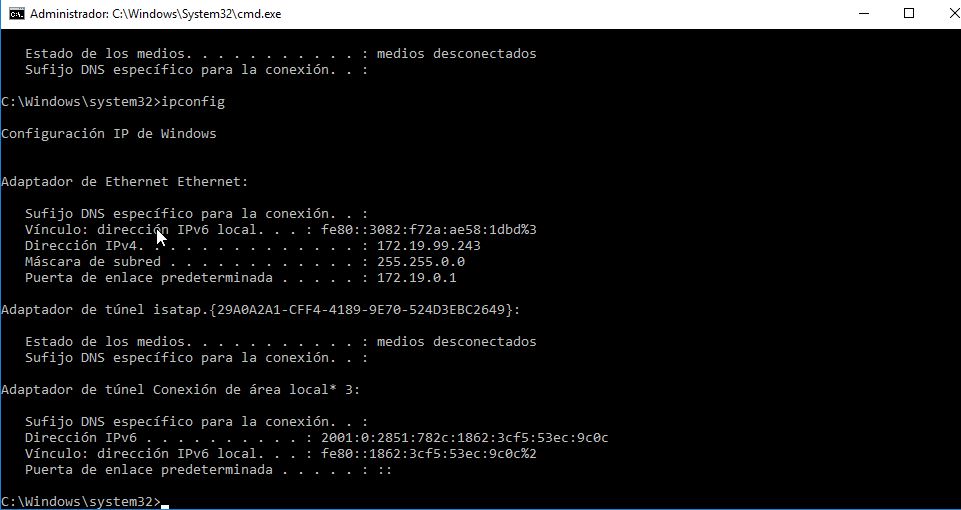 Administrador: C:\Windows\System32\cmd.exe
Estado de los medios. . . . . . . . . . . : medios desconectados
Sufijo DNS específico para la conexión. . :
C:\Windows\system32>ipconfig
Configuración IP de Windows
Adaptador de Ethernet Ethernet:
Sufijo DNS específico para la conexión. . :
Vínculo: dirección IPv6 local. . . : fe80::3082:f72a:ae58:1dbd%3
Dirección IPv4. . . . . . . . . . . . . . : 172.19.99.243
Máscara de subred . . . . . . . . . . . . : 255.255.0.0
Puerta de enlace predeterminada . . . . . : 172.19.0.1
Adaptador de túnel isatap.{29A0A2A1-CFF4-4189-9E70-524D3EBC2649}:
Estado de los medios. . . . . . . . . . . : medios desconectados
Sufijo DNS específico para la conexión. . :
Adaptador de túnel Conexión de área local* 3:
Sufijo DNS específico para la conexión. . :
Dirección IPv6 . . . . . . . . . . : 2001:0:2851:782c:1862:3cf5:53ec:9c0c
Vínculo: dirección IPv6 local. . . : fe80::1862:3cf5:53ec:9c0c%2
Puerta de enlace predeterminada . . . . . : ::
C:\Windows\system32>